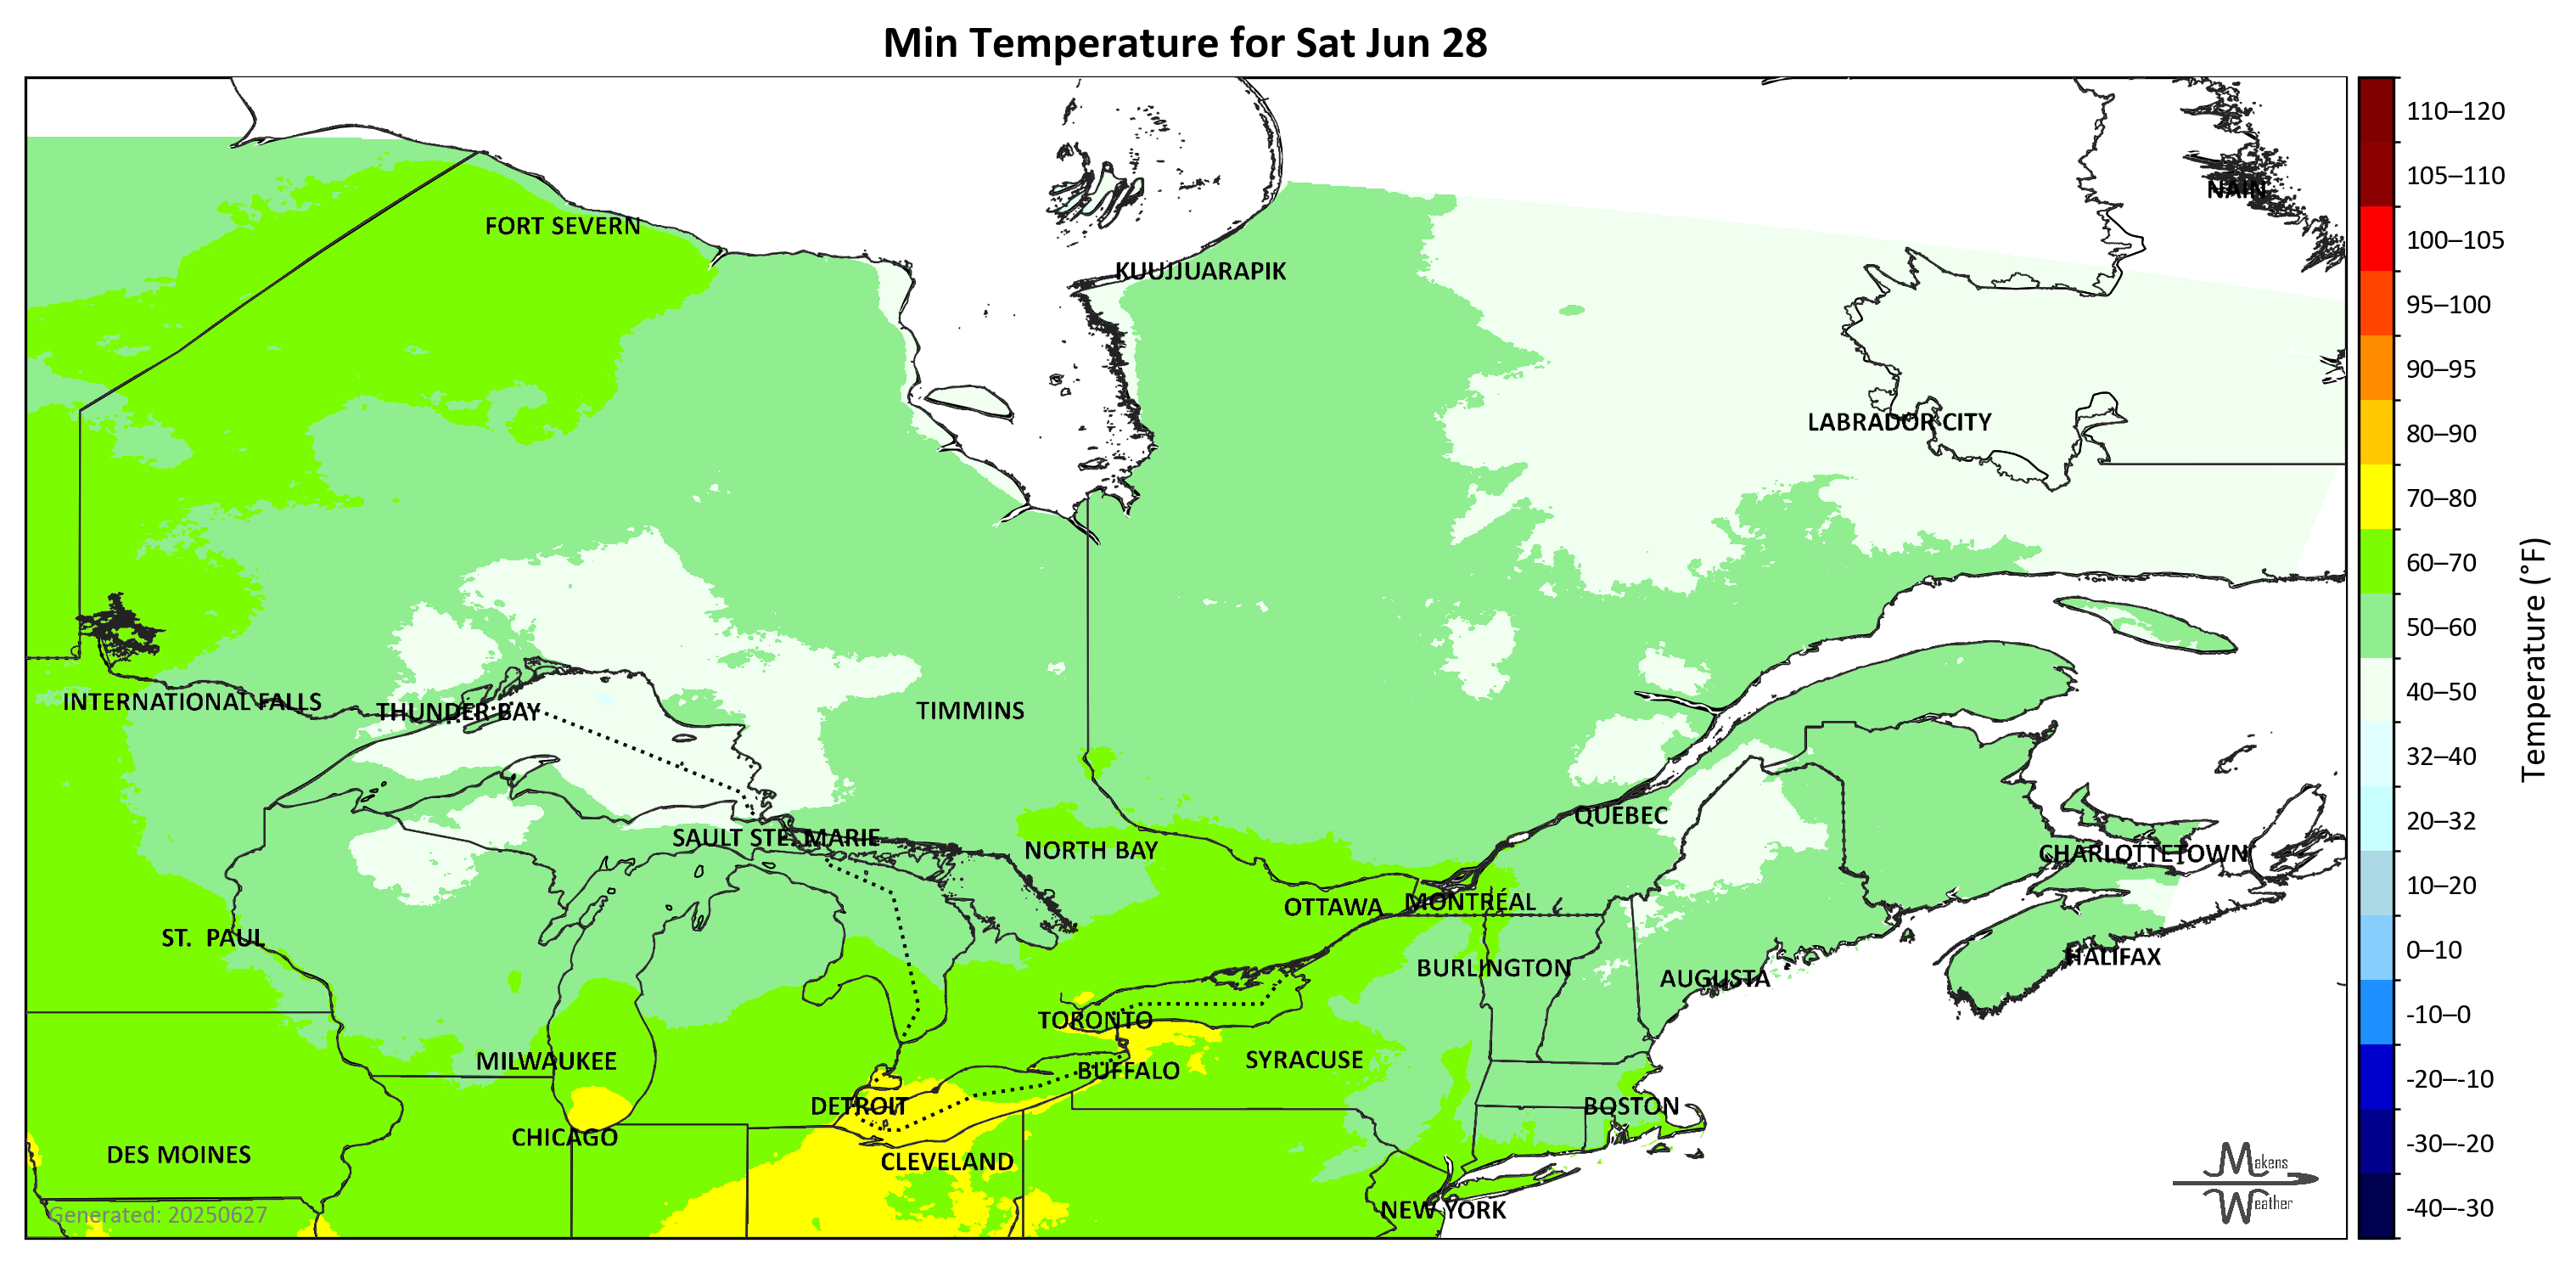 Min Temperature for Sat Jun 28
110–120
105–110
NAIN
FORT SEVERN
100–105
KUUJJUARAPIK
95–100
90–95
LABRADOR CITY
80–90
70–80
60–70
50–60
Temperature (°F)
40–50
INTERNATIONAL FALLS
THUNDER BAY
TIMMINS
32–40
QUEBEC
20–32
SAULT STE. MARIE
NORTH BAY
CHARLOTTETOWN
10–20
MONTRÉAL
OTTAWA
ST. PAUL
0–10
HALIFAX
BURLINGTON
AUGUSTA
-10–0
TORONTO
MILWAUKEE
SYRACUSE
BUFFALO
-20–-10
DETROIT
BOSTON
CHICAGO
-30–-20
DES MOINES
CLEVELAND
Makens
Weather
-40–-30
NEW YORK
Generated: 20250627